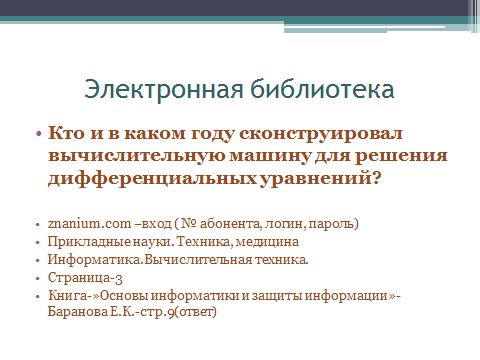 Электронная библиотека
• Кто и в каком году сконструировал
вычислительную машину для решения
дифференциальных уравнений?
• znanium.com –вход ( № абонента, логин, пароль)
• Прикладные науки. Техника, медицина
• Информатика.Вычислительная техника.
• Страница-3
• Книга-»Основы информатики и защиты информации»-
Баранова Е.К.-стр.9(ответ)